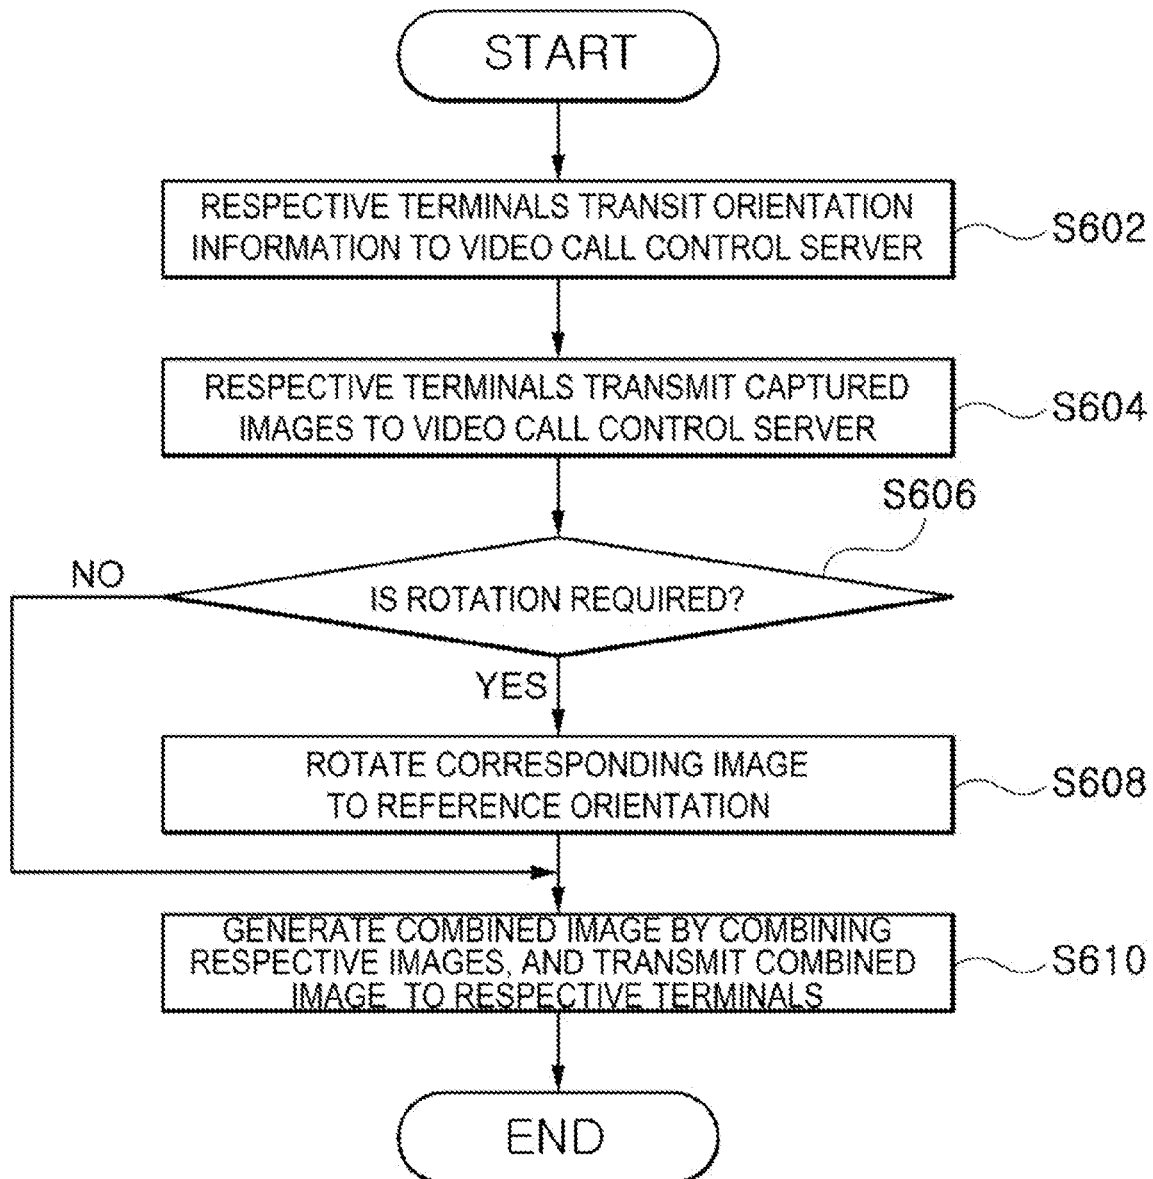 START
RESPECTIVE TERMINALS TRANSIT ORIENTATION
INFORMATION TO VIDEO CALL CONTROL SERVER
S602
RESPECTIVE TERMINALS TRANSMIT CAPTURED
IMAGES TO VIDEO CALL CONTROL SERVER
S604
S606
NO
IS ROTATION REQUIRED?
YES
ROTATE CORRESPONDING IMAGE
TO REFERENCE ORIENTATION
S608
GENERATE COMBINED IMAGE BY COMBINING
RESPECTIVE IMAGES, AND TRANSMIT COMBINED
IMAGE TO RESPECTIVE TERMINALS
S610
END